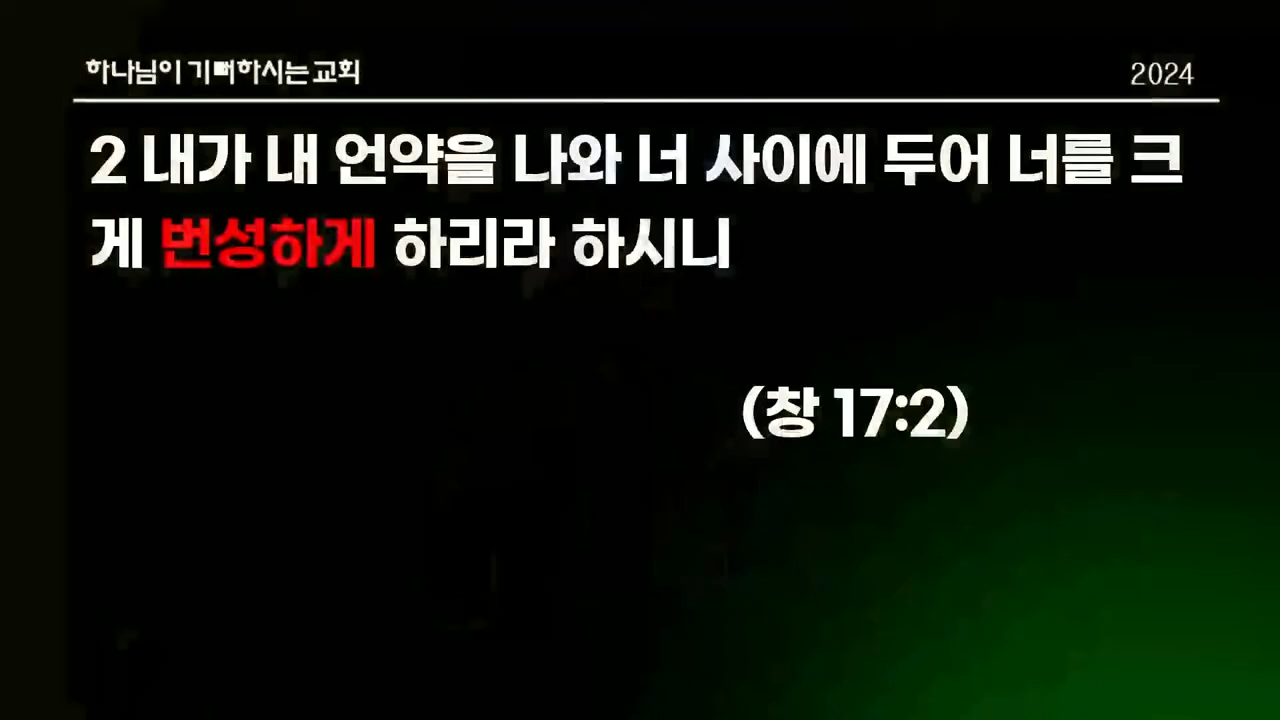 하나님이 기뻐하시는 교회
2024
2 내가 내 언약을 나와 너 사이에 두어 너를 크
게 번성하게 하리라 하시니
(창 17:2)